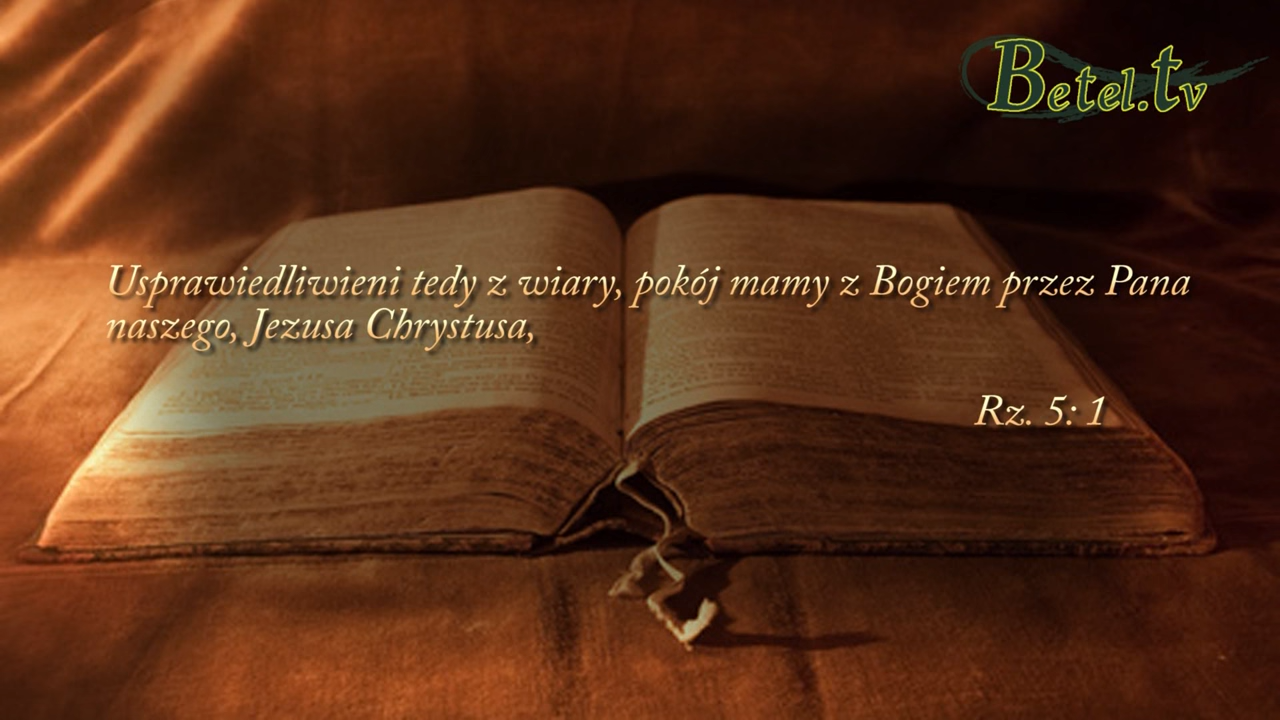 Betel.tv
Usprawiedliwieni tedy z wiary, pokój mamy z Bogiem przez Pana
naszego, Jezusa Chrystusa,
Rz. 5: 1